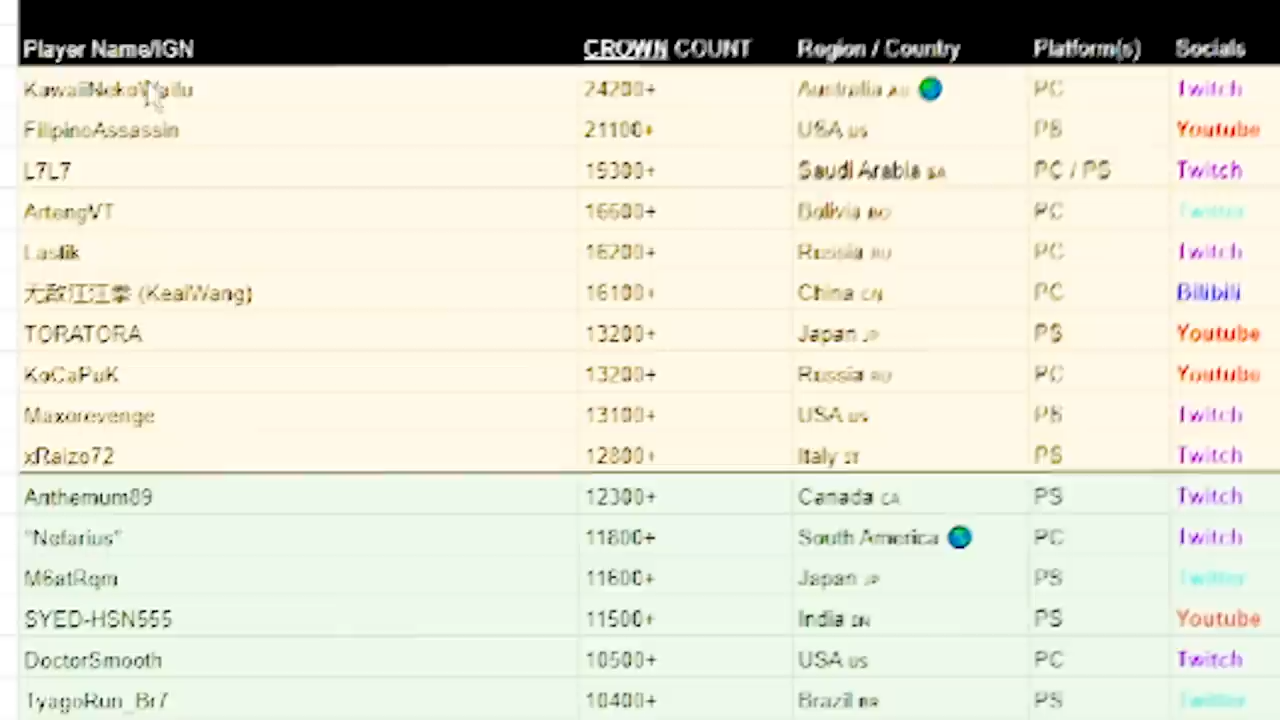 Player Name/IGN CROWN COUNT Region / Country Platform(s) Socials
KawaiiNekoWaifu 24200+ Australia AU PC Twitch
FilipinoAssassin 21100+ USA US PS Youtube
L7L7 19300+ Saudi Arabia SA PC / PS Twitch
ArtengVT 16600+ Bolivia BO PC Twitter
Lastik 16200+ Russia RU PC Twitch
无敌江江拳 (KealWang) 16100+ China CN PC Bilibili
TORATORA 13200+ Japan JP PS Youtube
KoCaPuK 13200+ Russia RU PC Youtube
Maxorevenge 13100+ USA US PS Twitch
xRaizo72 12800+ Italy IT PS Twitch
Anthemum89 12300+ Canada CA PS Twitch
"Nefarius" 11800+ South America PC Twitch
M6atRqm 11600+ Japan JP PS Twitter
SYED-HSN555 11500+ India IN PS Youtube
DoctorSmooth 10500+ USA US PC Twitch
TyagoRun_Br7 10400+ Brazil BR PS Twitter